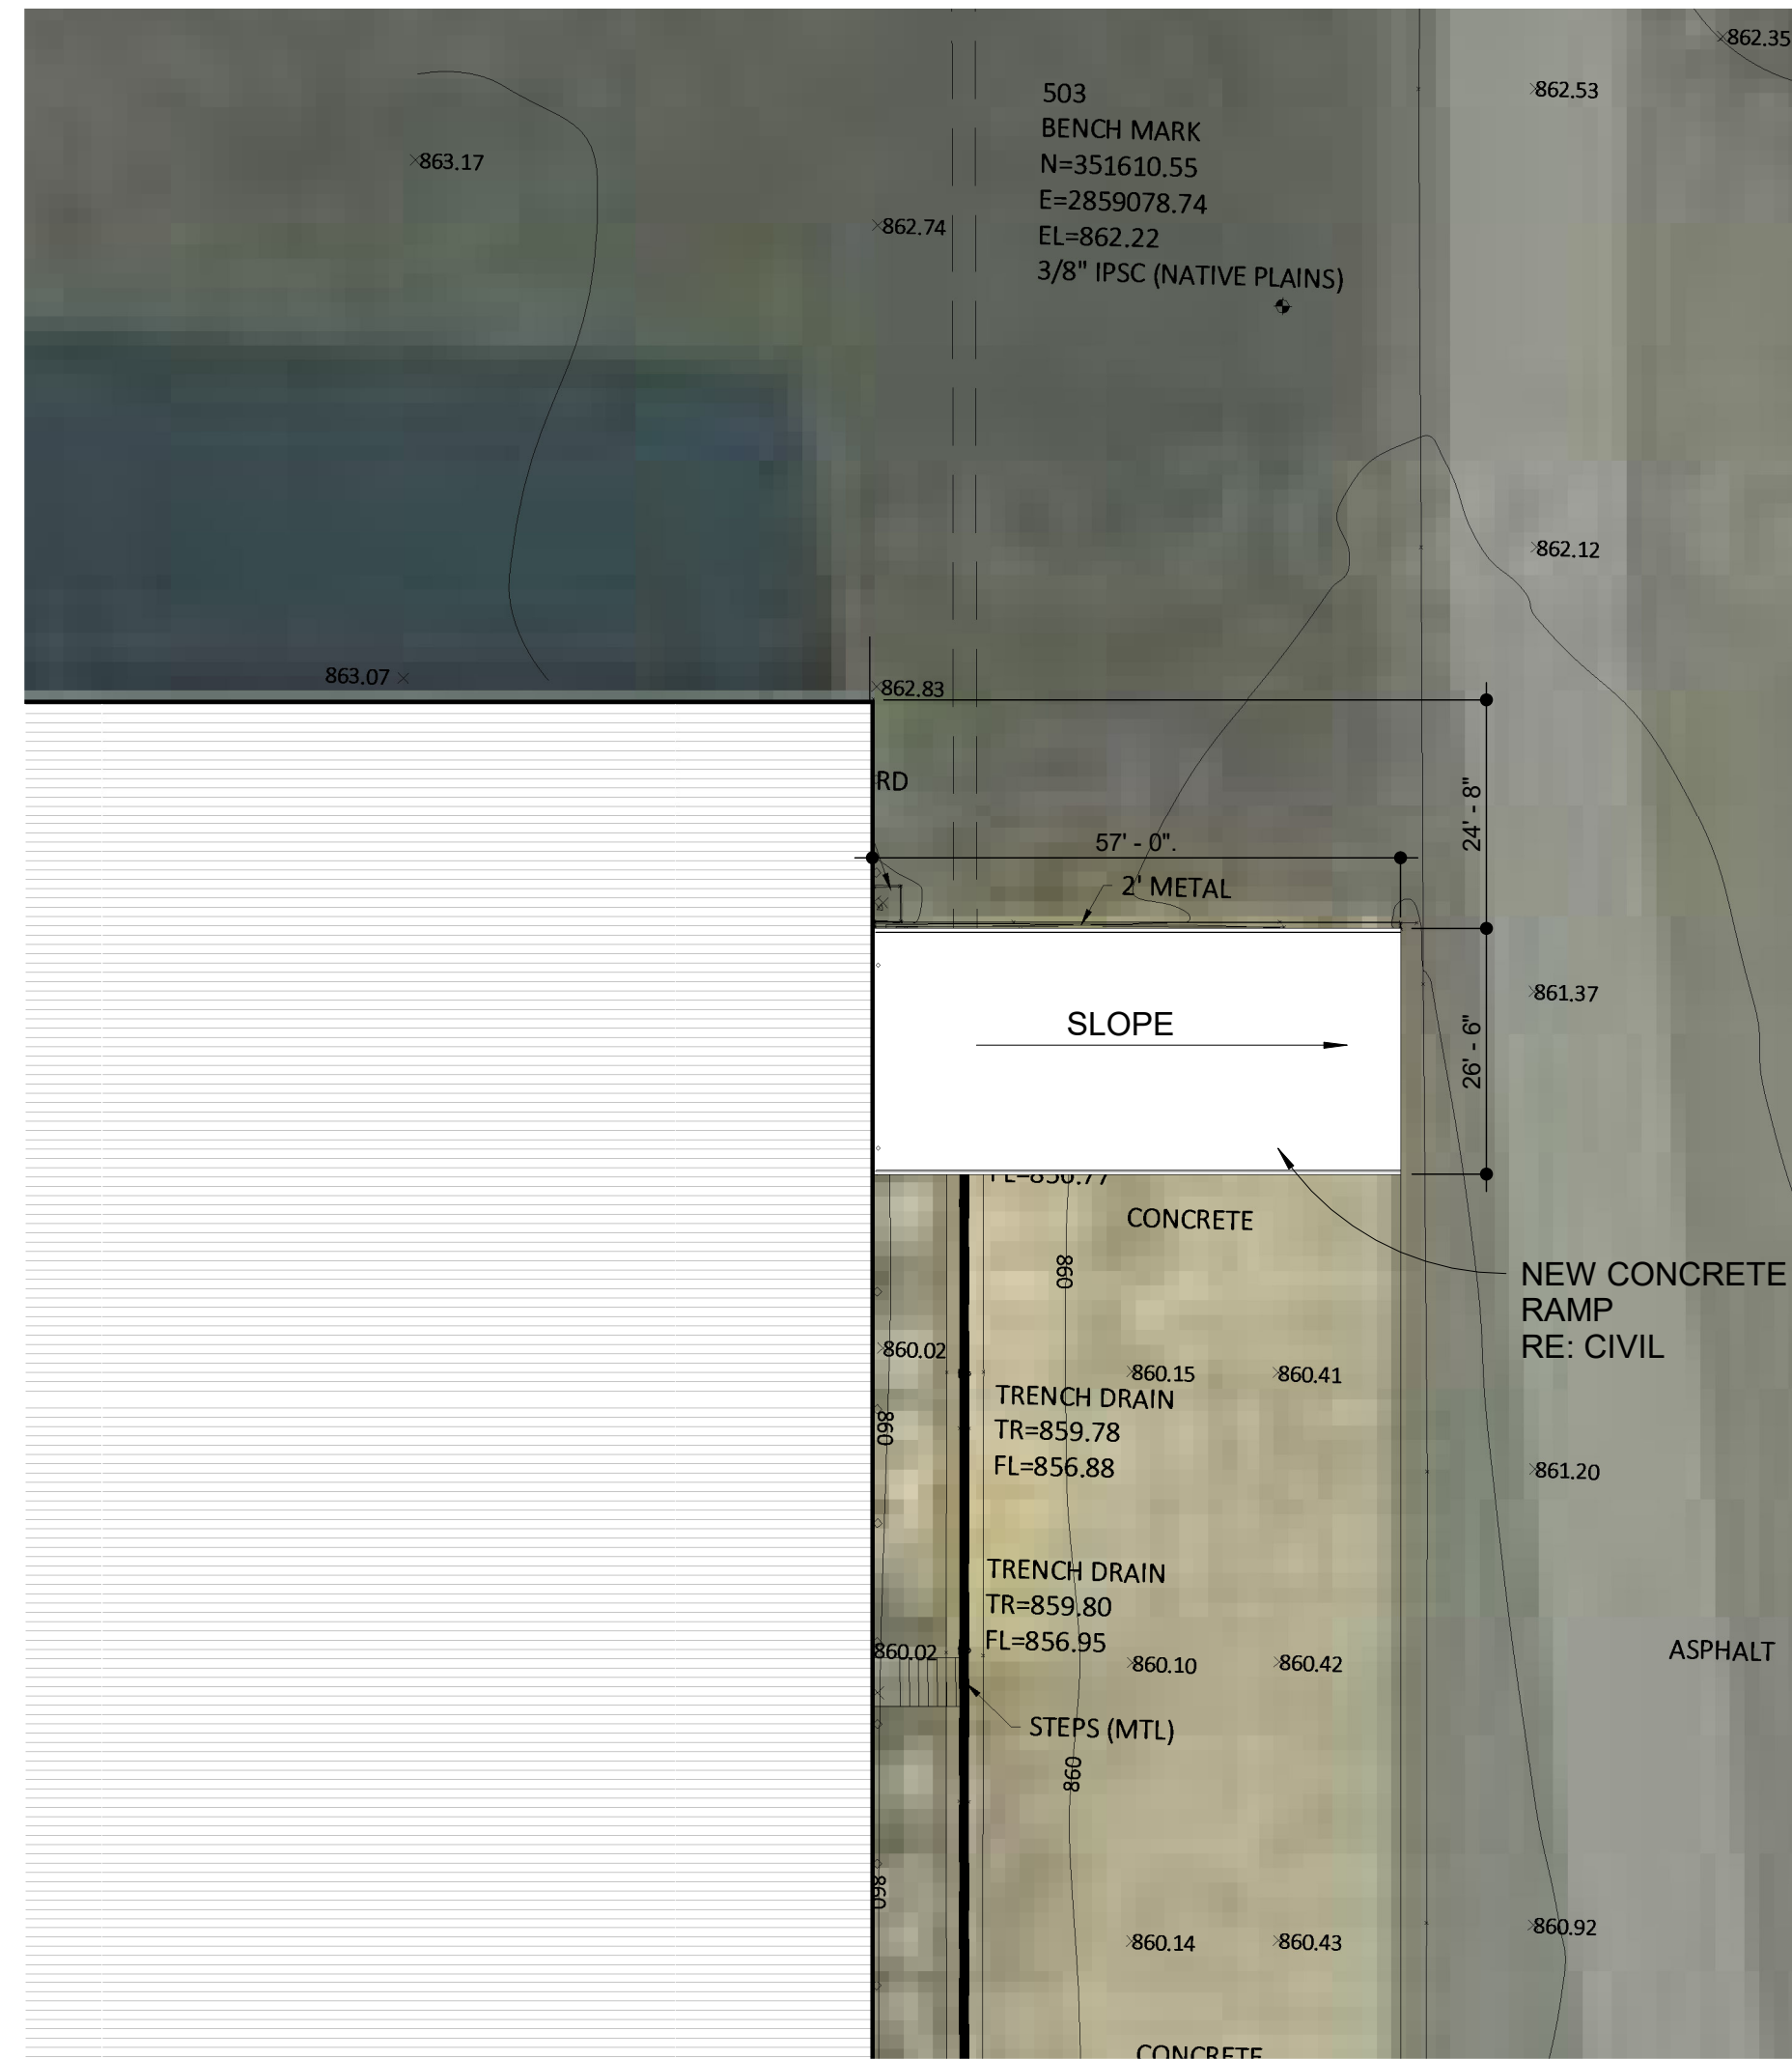 862.35
862.53
503
BENCH MARK
N=351610.55
E=2859078.74
EL=862.22
3/8" IPSC (NATIVE PLAINS)
863.17
862.74
862.12
863.07
862.83
RD
24' - 8"
57' - 0".
2' METAL
861.37
SLOPE
26' - 6"
FL=856.77
CONCRETE
860
NEW CONCRETE
RAMP
RE: CIVIL
860.02
860.15
860.41
TRENCH DRAIN
TR=859.78
FL=856.88
860
861.20
TRENCH DRAIN
TR=859.80
FL=856.95
860.02
860.10
860.42
ASPHALT
STEPS (MTL)
860
860
860.92
860.14
860.43
CONCRETE